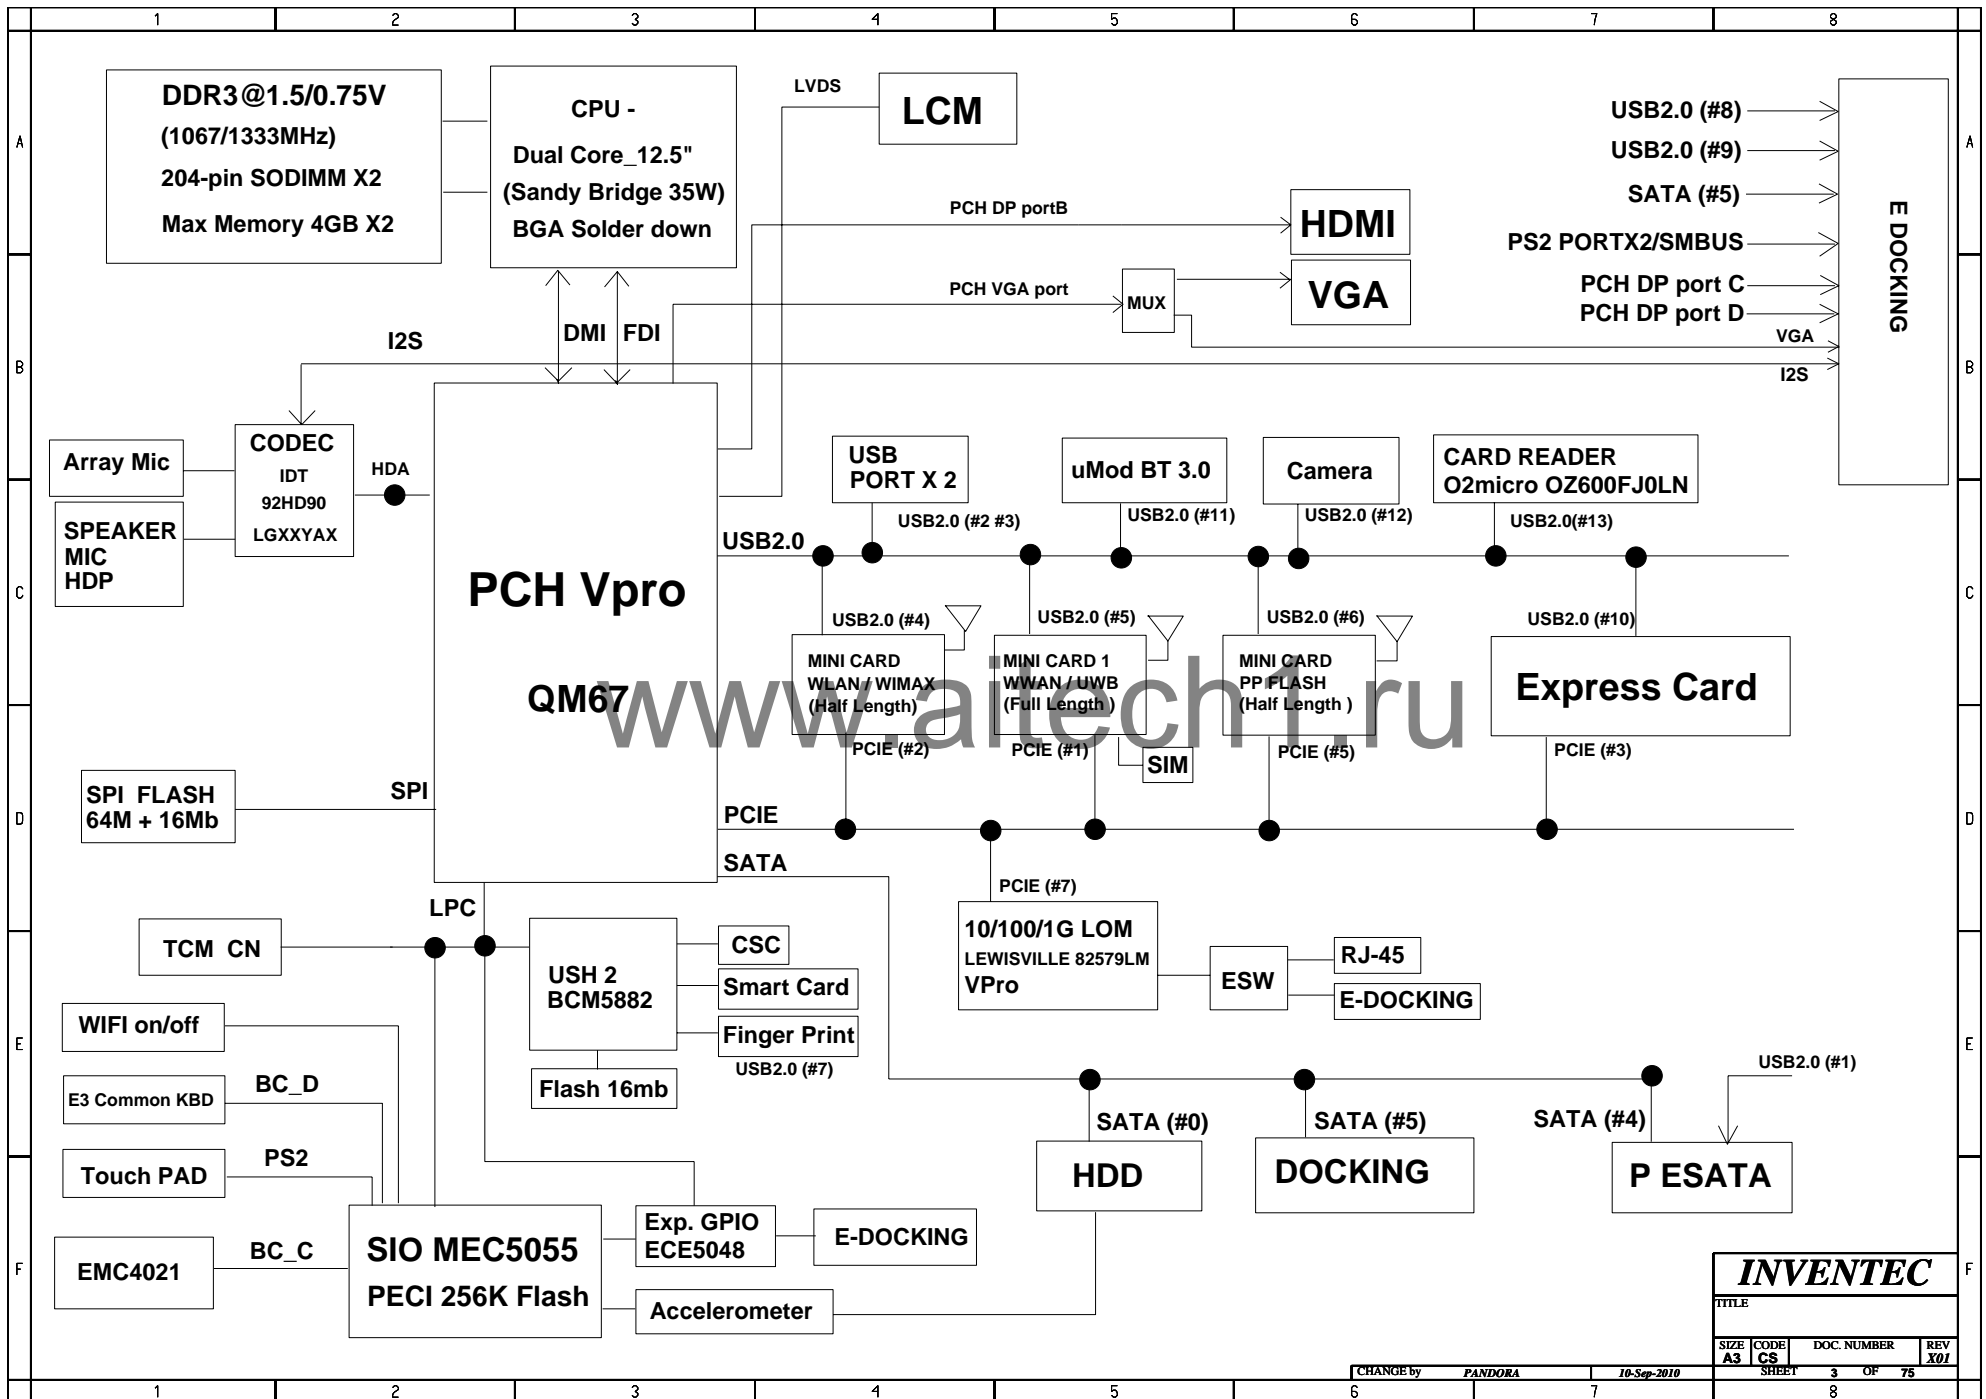 1 2 3 4 5 6 7 8
A
B
C
D
E
F
DDR3@1.5/0.75V
(1067/1333MHz)
204-pin SODIMM X2
Max Memory 4GB X2
CPU -
Dual Core_12.5"
(Sandy Bridge 35W)
BGA Solder down
LVDS
LCM
PCH DP portB
HDMI
PCH VGA port
MUX
VGA
USB2.0 (#8)
USB2.0 (#9)
SATA (#5)
PS2 PORTX2/SMBUS
PCH DP port C
PCH DP port D
VGA
I2S
E DOCKING
DMI
FDI
I2S
Array Mic
SPEAKER
MIC
HDP
CODEC
IDT
92HD90
LGXXYAX
HDA
PCH Vpro
QM67
USB2.0
USB
PORT X 2
USB2.0 (#2 #3)
uMod BT 3.0
USB2.0 (#11)
Camera
USB2.0 (#12)
CARD READER
O2micro OZ600FJ0LN
USB2.0(#13)
USB2.0 (#4)
MINI CARD
WLAN / WIMAX
(Half Length)
PCIE (#2)
USB2.0 (#5)
MINI CARD 1
WWAN / UWB
(Full Length )
PCIE (#1)
SIM
USB2.0 (#6)
MINI CARD
PP FLASH
(Half Length )
PCIE (#5)
USB2.0 (#10)
Express Card
PCIE (#3)
www.aitech1.ru
SPI FLASH
64M + 16Mb
SPI
PCIE
SATA
LPC
PCIE (#7)
10/100/1G LOM
LEWISVILLE 82579LM
VPro
ESW
RJ-45
E-DOCKING
TCM CN
USH 2
BCM5882
CSC
Smart Card
Finger Print
USB2.0 (#7)
Flash 16mb
WIFI on/off
E3 Common KBD
BC_D
Touch PAD
PS2
EMC4021
BC_C
SIO MEC5055
PECI 256K Flash
Exp. GPIO
ECE5048
E-DOCKING
Accelerometer
SATA (#0)
HDD
SATA (#5)
DOCKING
SATA (#4)
USB2.0 (#1)
P ESATA
INVENTEC
TITLE
SIZE CODE DOC. NUMBER REV
A3 CS X01
CHANGE by PANDORA 10-Sep-2010 SHEET 3 OF 75
A
B
C
D
E
F
1 2 3 4 5 6 7 8